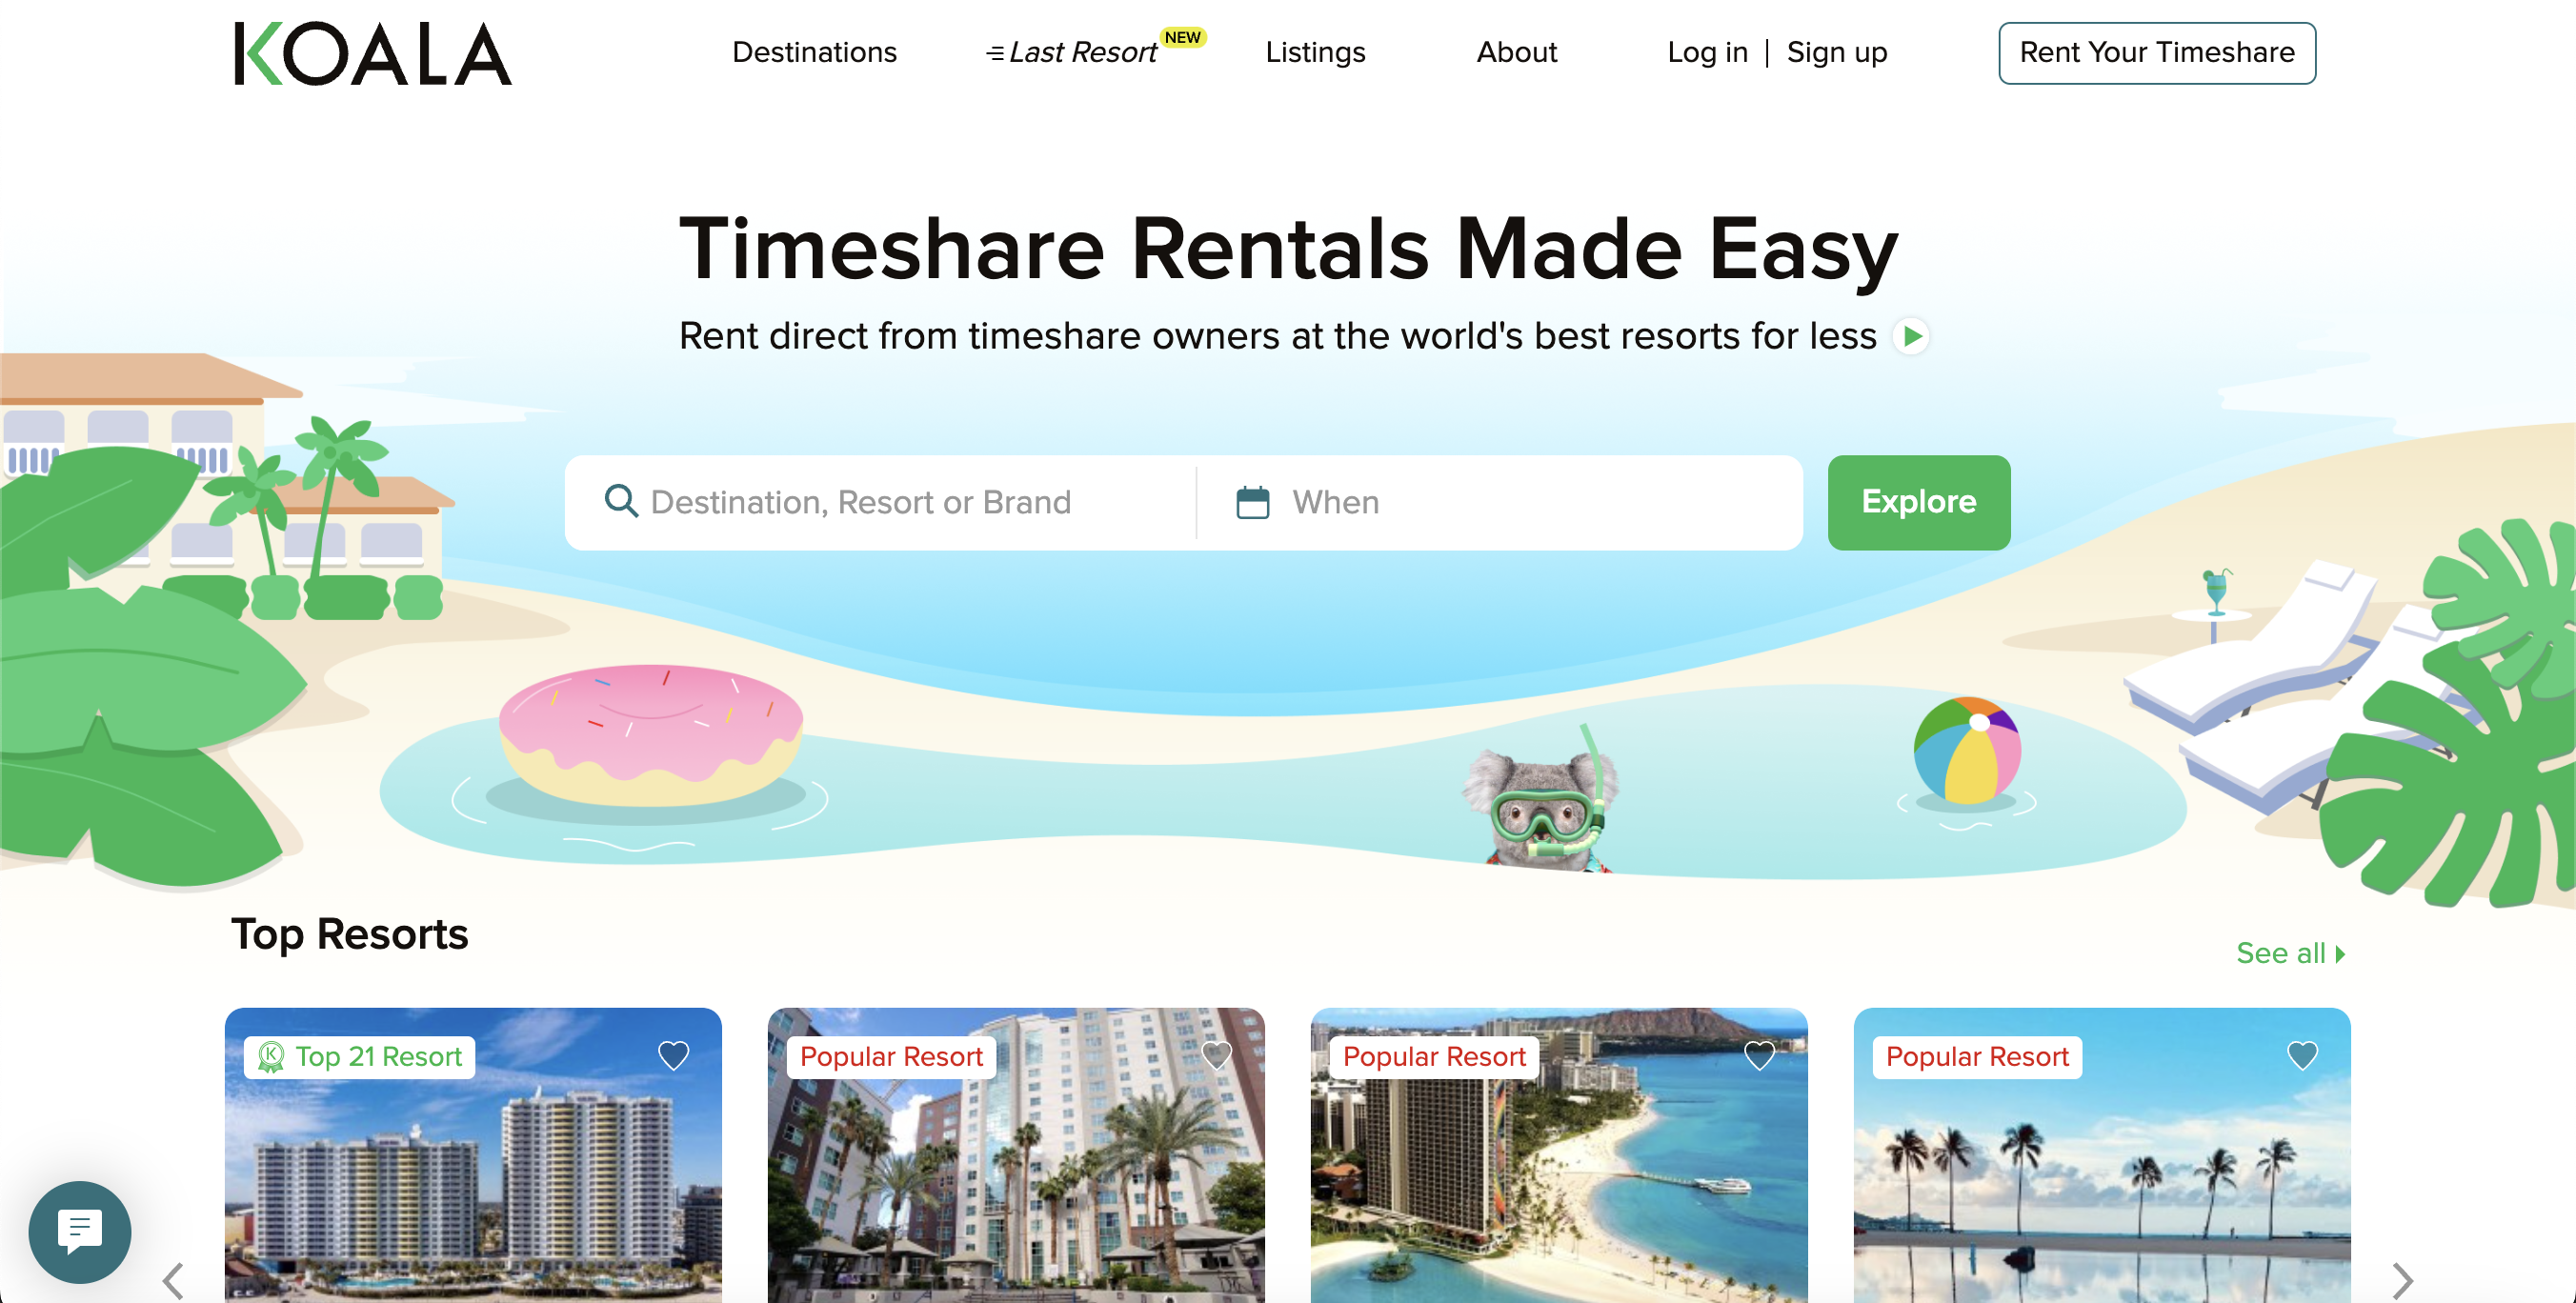 KOALA
Destinations
Last Resort NEW
Listings
About
Log in | Sign up
Rent Your Timeshare
Timeshare Rentals Made Easy
Rent direct from timeshare owners at the world's best resorts for less
Destination, Resort or Brand
When
Explore
Top Resorts
See all
K Top 21 Resort
Popular Resort
Popular Resort
Popular Resort